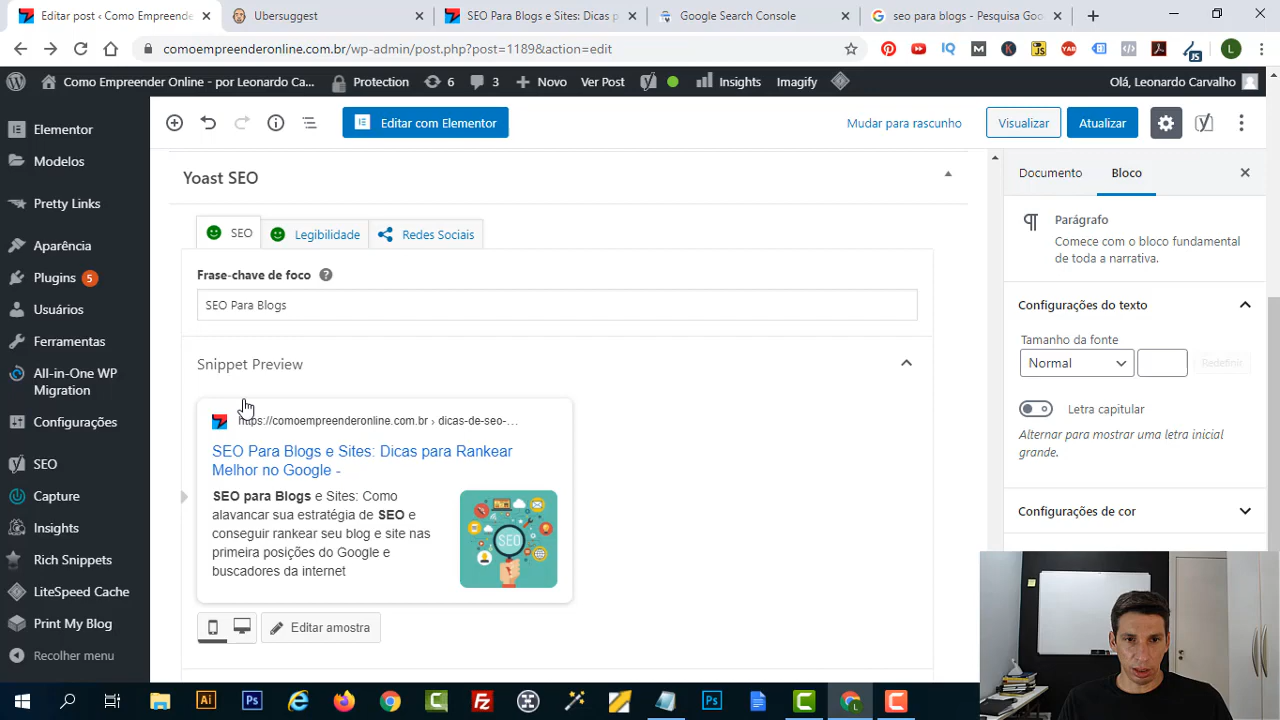 Editar post ‹ Como Empreende
Ubersuggest
SEO Para Blogs e Sites: Dicas p
Google Search Console
seo para blogs - Pesquisa Goo
comoempreenderonline.com.br/wp-admin/post.php?post=1189&action=edit
Como Empreender Online - por Leonardo Ca...
Protection
6
3
Novo
Ver Post
Insights
Imagify
Olá, Leonardo Carvalho
Elementor
Modelos
Pretty Links
Aparência
Plugins 5
Usuários
Ferramentas
All-in-One WP
Migration
Configurações
SEO
Capture
Insights
Rich Snippets
LiteSpeed Cache
Print My Blog
Recolher menu
Editar com Elementor
Mudar para rascunho
Visualizar
Atualizar
Yoast SEO
SEO
Legibilidade
Redes Sociais
Frase-chave de foco
SEO Para Blogs
Snippet Preview
https://comoempreenderonline.com.br › dicas-de-seo-...
SEO Para Blogs e Sites: Dicas para Rankear
Melhor no Google -
SEO para Blogs e Sites: Como
alavancar sua estratégia de SEO e
conseguir rankear seu blog e site nas
primeira posições do Google e
buscadores da internet
SEO
Editar amostra
Documento
Bloco
Parágrafo
Comece com o bloco fundamental
de toda a narrativa.
Configurações do texto
Tamanho da fonte
Normal
Redefinir
Letra capitular
Alternar para mostrar uma letra inicial
grande.
Configurações de cor